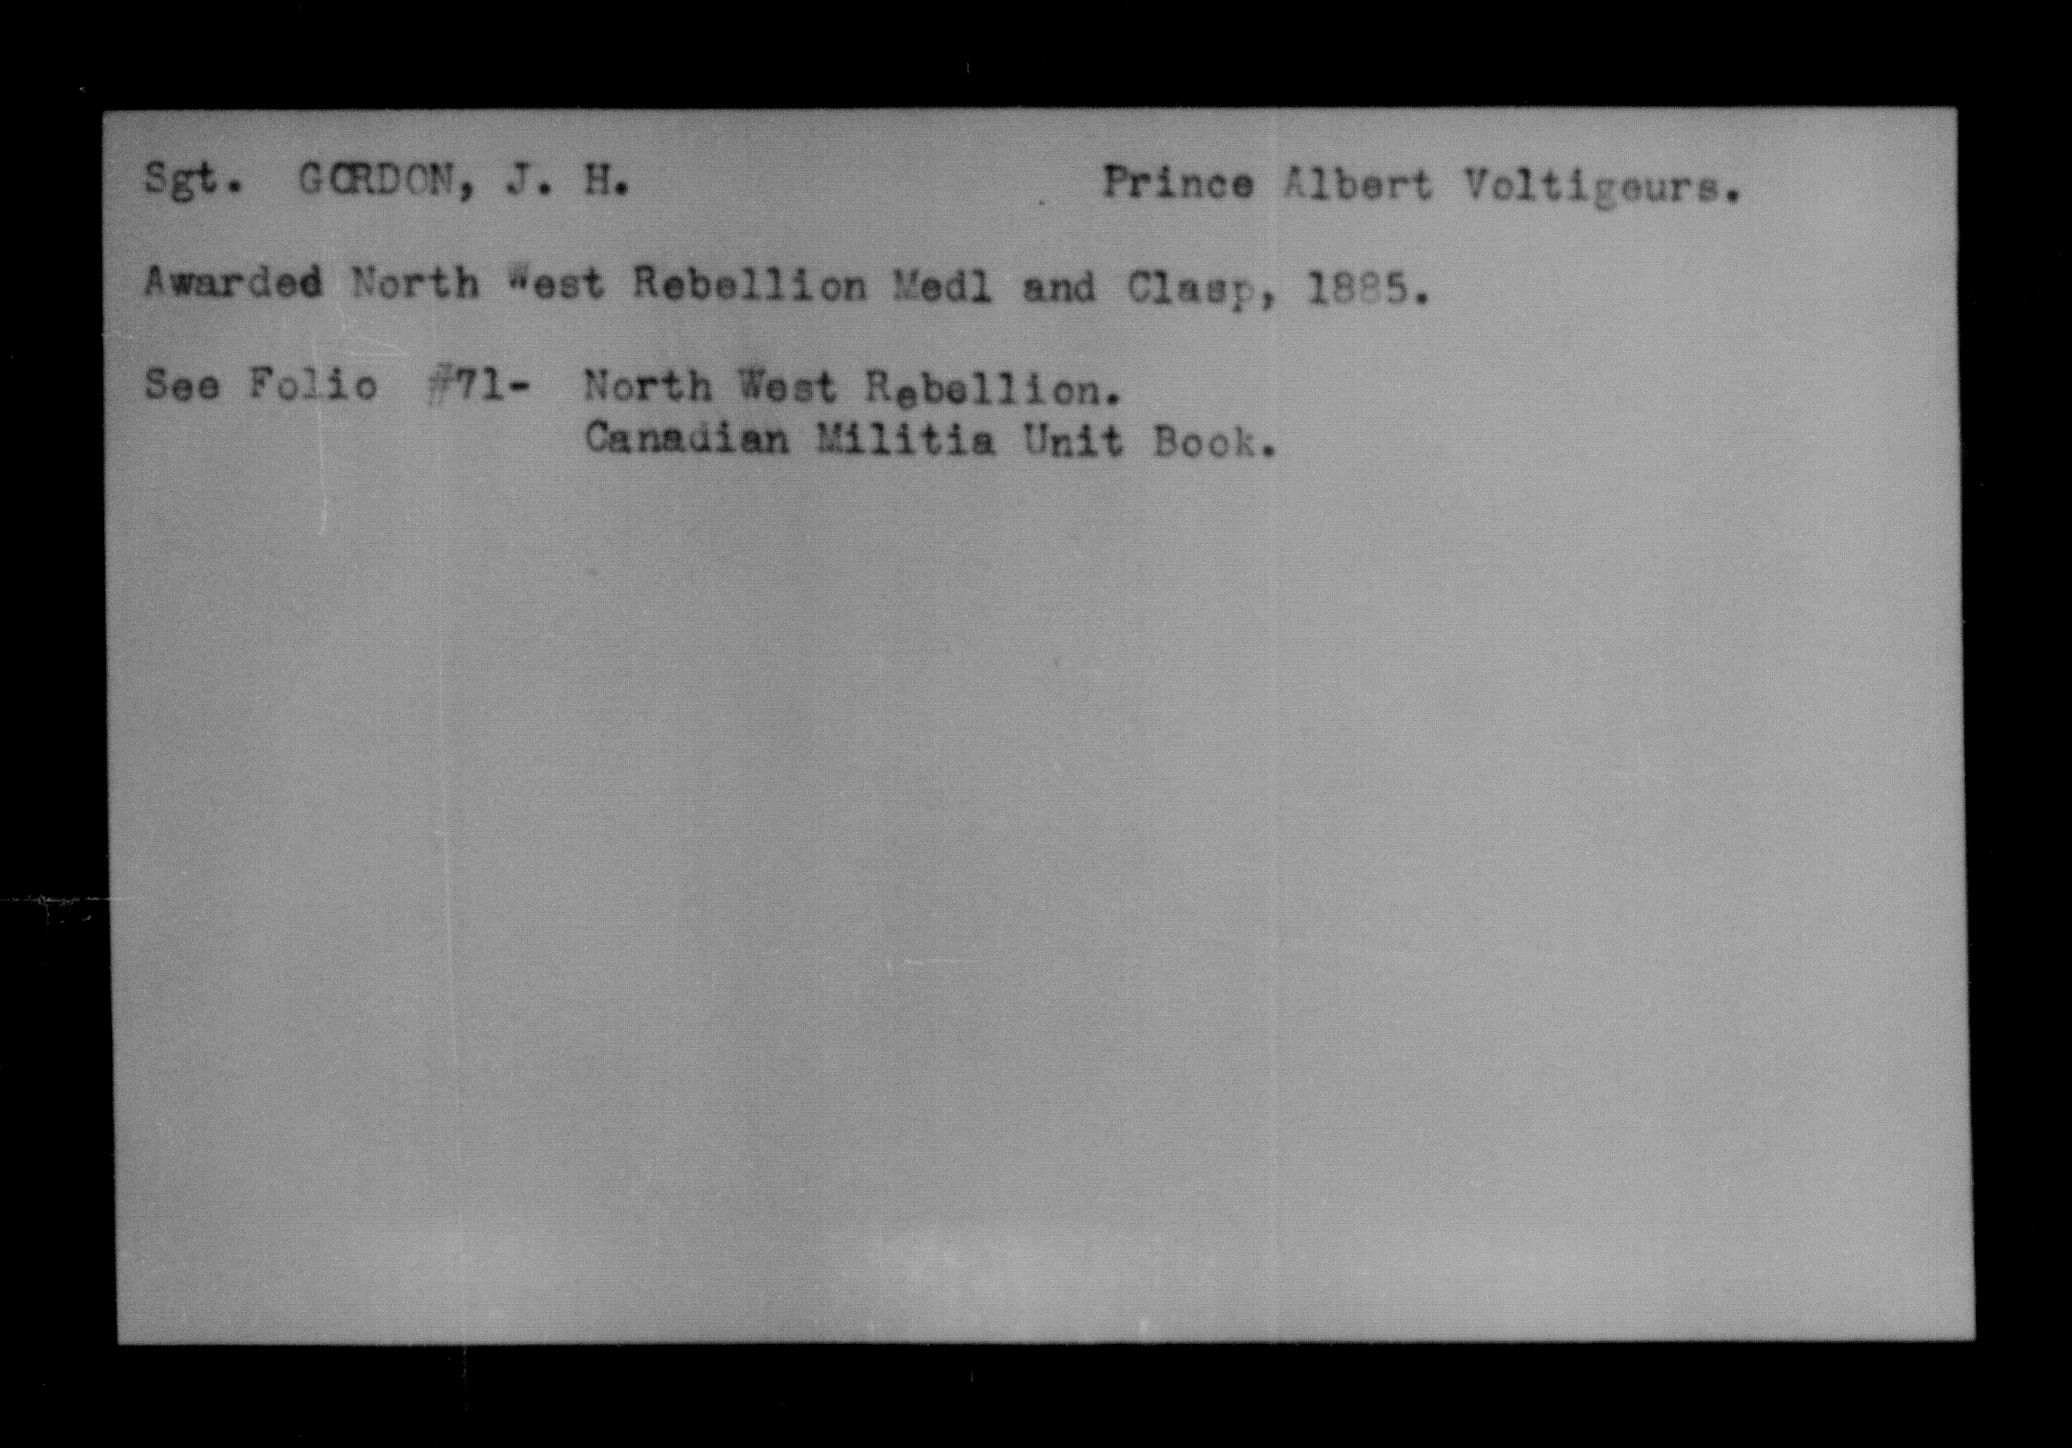 Sgt. GORDON, J. H. Prince Albert Voltigeurs.
Awarded North West Rebellion Medl and Clasp, 1885.
See Folio #71- North West Rebellion.
Canadian Militia Unit Book.